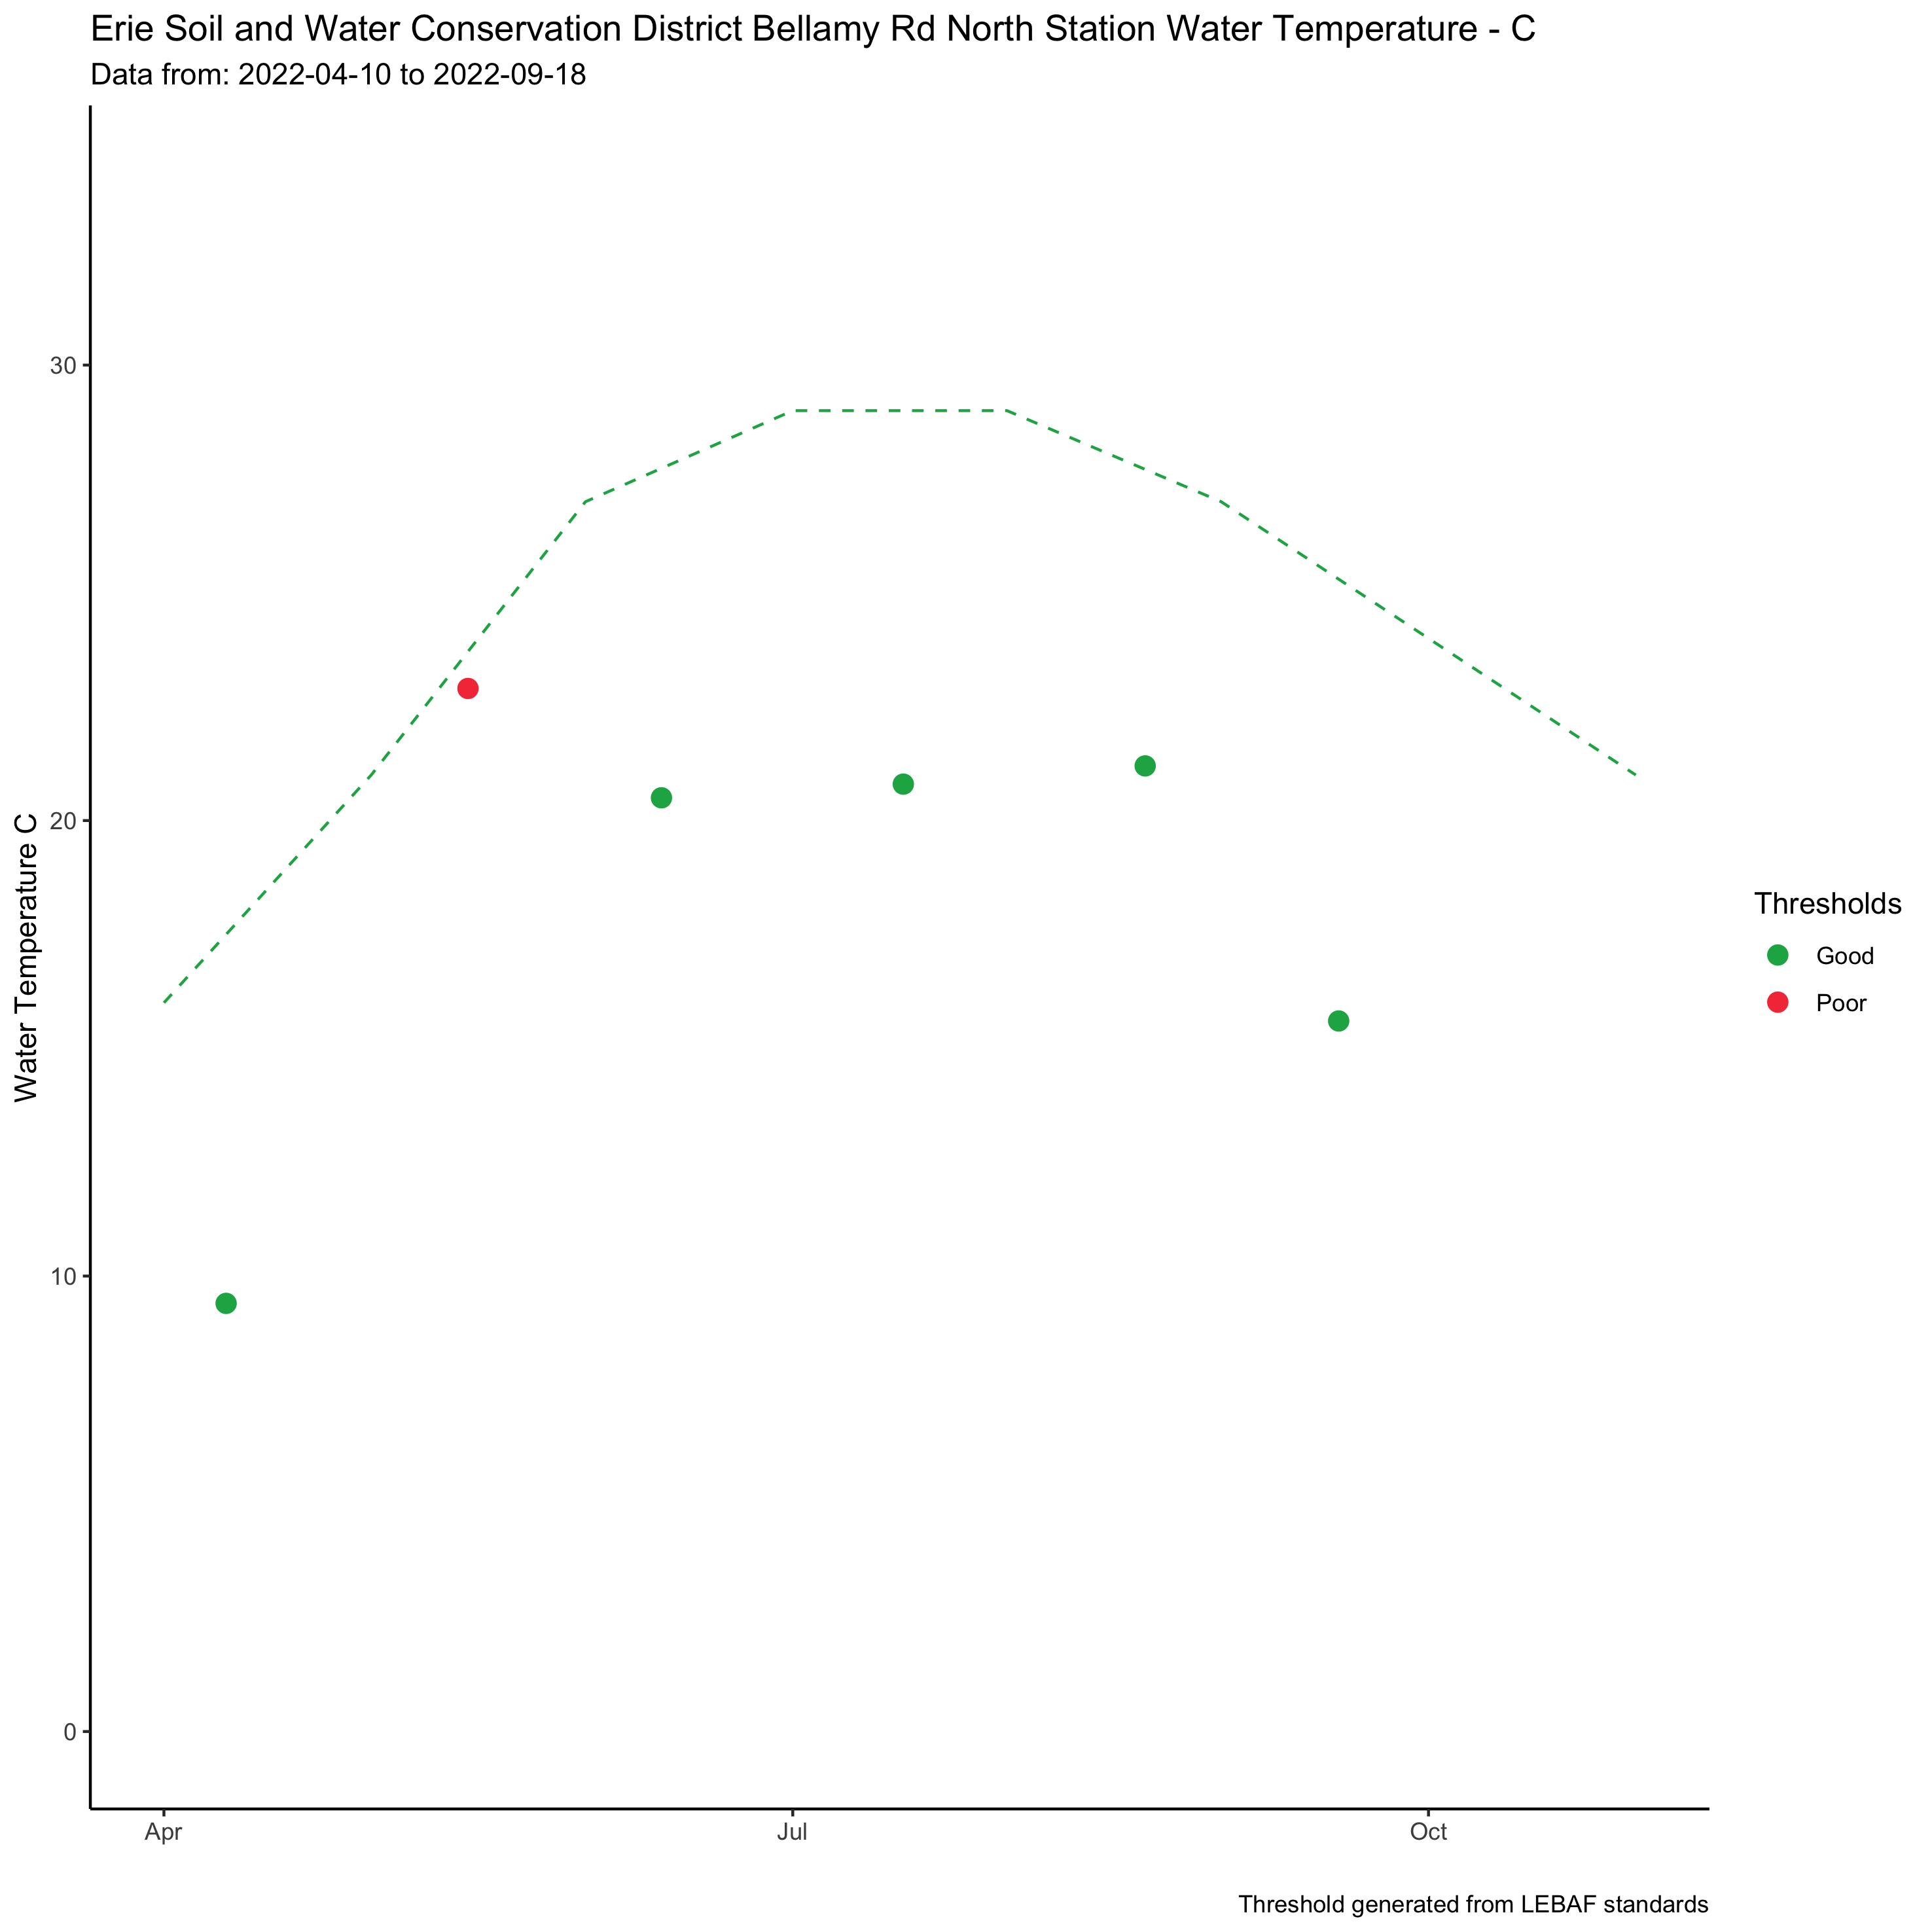 Erie Soil and Water Conservation District Bellamy Rd North Station Water Temperature - C
Data from: 2022-04-10 to 2022-09-18
Water Temperature C
30
20
10
0
Apr
Jul
Oct
Thresholds
Good
Poor
Threshold generated from LEBAF standards